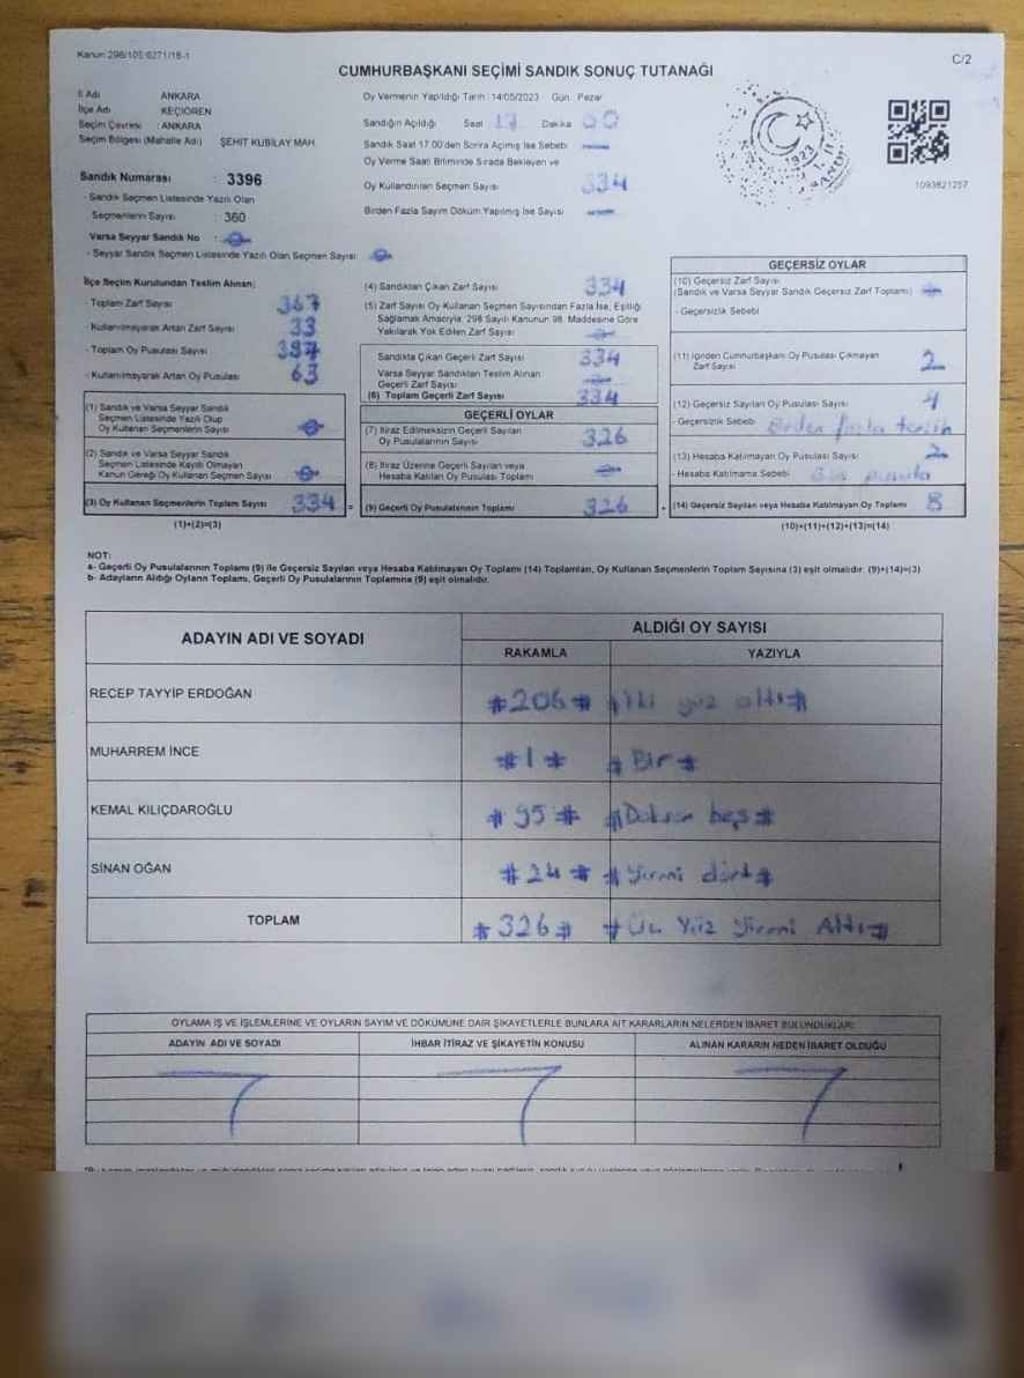 Kanun: 298/105 6271/18-1
C/2
CUMHURBAŞKANI SEÇİMİ SANDIK SONUÇ TUTANAĞI
İl Adı ANKARA
İlçe Adı KEÇİÖREN
Seçim Çevresi : ANKARA
Seçim Bölgesi (Mahalle Adı) ŞEHİT KUBİLAY MAH.
Sandık Numarası : 3396
- Sandık Seçmen Listesinde Yazılı Olan
Seçmenlerin Sayısı : 360
Varsa Seyyar Sandık No :
- Seyyar Sandık Seçmen Listesinde Yazılı Olan Seçmen Sayısı
Oy Vermenin Yapıldığı Tarih : 14/05/2023 Gün : Pazar
Sandığın Açıldığı Saat 17 Dakika 00
Sandık Saat 17.00'den Sonra Açılmış İse Sebebi
Oy Verme Saati Bitiminde Sırada Bekleyen ve
Oy Kullandırılan Seçmen Sayısı 334
Birden Fazla Sayım Döküm Yapılmış İse Sayısı
1923
1093821257
İlçe Seçim Kurulundan Teslim Alınan;
- Toplam Zarf Sayısı 367
- Kullanılmayarak Artan Zarf Sayısı 33
- Toplam Oy Pusulası Sayısı 397
- Kullanılmayarak Artan Oy Pusulası 63
(1) Sandık ve Varsa Seyyar Sandık
Seçmen Listesinde Yazılı Olup
Oy Kullanan Seçmenlerin Sayısı
(2) Sandık ve Varsa Seyyar Sandık
Seçmen Listesinde Kayıtlı Olmayan
Kanun Gereği Oy Kullanan Seçmen Sayısı
(3) Oy Kullanan Seçmenlerin Toplam Sayısı 334 =
(1)+(2)=(3)
(4) Sandıktan Çıkan Zarf Sayısı 334
(5) Zarf Sayısı Oy Kullanan Seçmen Sayısından Fazla İse, Eşitliği
Sağlamak Amacıyla, 298 Sayılı Kanunun 98. Maddesine Göre
Yakılarak Yok Edilen Zarf Sayısı
Sandıkta Çıkan Geçerli Zarf Sayısı 334
Varsa Seyyar Sandıktan Teslim Alınan
Geçerli Zarf Sayısı
(6) Toplam Geçerli Zarf Sayısı 334
GEÇERLİ OYLAR
(7) İtiraz Edilmeksizin Geçerli Sayılan
Oy Pusulalarının Sayısı 326
(8) İtiraz Üzerine Geçerli Sayılan veya
Hesaba Katılan Oy Pusulası Toplamı
(9) Geçerli Oy Pusulalarının Toplamı 326 +
GEÇERSİZ OYLAR
(10) Geçersiz Zarf Sayısı
(Sandık ve Varsa Seyyar Sandık Geçersiz Zarf Toplamı)
- Geçersizlik Sebebi
(11) İçinden Cumhurbaşkanı Oy Pusulası Çıkmayan
Zarf Sayısı 2
(12) Geçersiz Sayılan Oy Pusulası Sayısı 4
- Geçersizlik Sebebi Birden fazla tercih
(13) Hesaba Katılmayan Oy Pusulası Sayısı 2
- Hesaba Katılmama Sebebi pusula
(14) Geçersiz Sayılan veya Hesaba Katılmayan Oy Toplamı 8
(10)+(11)+(12)+(13)=(14)
NOT:
a- Geçerli Oy Pusulalarının Toplamı (9) ile Geçersiz Sayılan veya Hesaba Katılmayan Oy Toplamı (14) Toplamları, Oy Kullanan Seçmenlerin Toplam Sayısına (3) eşit olmalıdır. (9)+(14)=(3)
b- Adayların Aldığı Oyların Toplamı, Geçerli Oy Pusulalarının Toplamına (9) eşit olmalıdır.
ADAYIN ADI VE SOYADI
ALDIĞI OY SAYISI
RAKAMLA YAZIYLA
RECEP TAYYİP ERDOĞAN #206# #İki yüz altı#
MUHARREM İNCE #1# #Bir#
KEMAL KILIÇDAROĞLU #95# #Doksan beş#
SİNAN OĞAN #24# #Yirmi dört#
TOPLAM #326# #Üç Yüz Yirmi Altı#
OYLAMA İŞ VE İŞLEMLERİNE VE OYLARIN SAYIM VE DÖKÜMÜNE DAİR ŞİKAYETLERLE BUNLARA AİT KARARLARIN NELERDEN İBARET BULUNDUKLARI
ADAYIN ADI VE SOYADI İHBAR İTİRAZ VE ŞİKAYETİN KONUSU ALINAN KARARIN NEDEN İBARET OLDUĞU